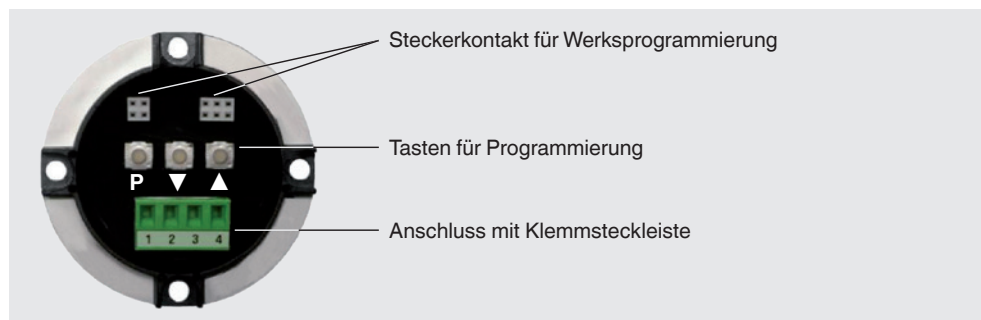 Steckerkontakt für Werksprogrammierung
Tasten für Programmierung
P ▼ ▲
Anschluss mit Klemmsteckleiste
1 2 3 4